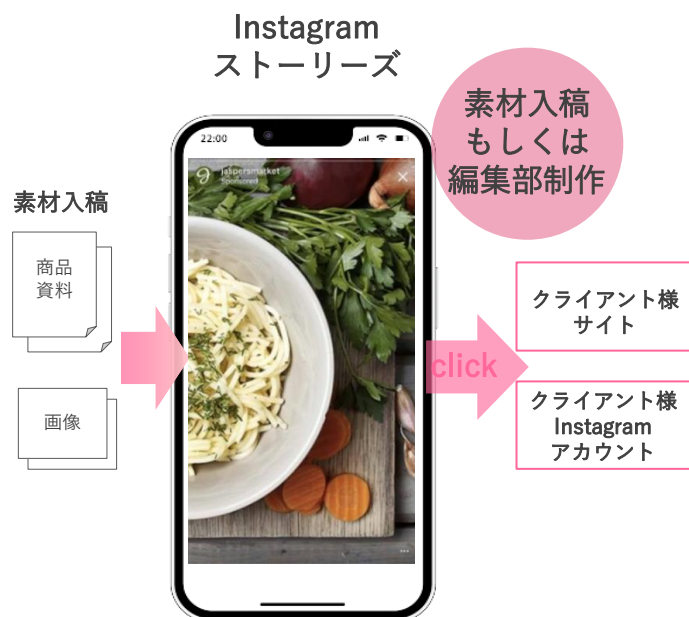 Instagram
ストーリーズ
素材入稿
もしくは
編集部制作
22:00
jaspersmarket
Sponsored
素材入稿
商品
資料
画像
click
クライアント様
サイト
クライアント様
Instagram
アカウント